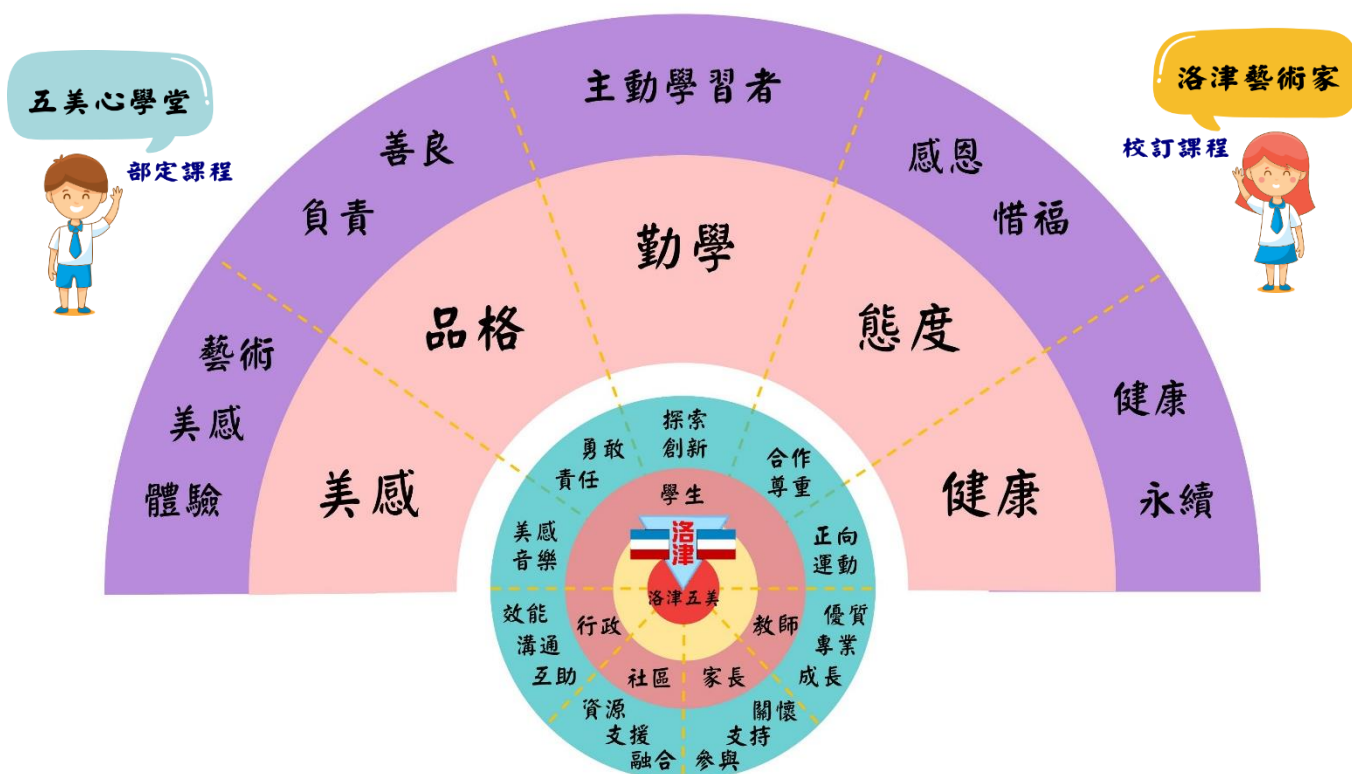 五美心學堂
部定課程
洛津藝術家
校訂課程
主動學習者
善良
負責
感恩
惜福
藝術
美感
體驗
健康
永續
勤學
品格
態度
美感
健康
探索
創新
勇敢
責任
合作
尊重
美感
音樂
正向
運動
學生
洛津
洛津五美
行政
教師
社區
家長
效能
溝通
互助
優質
專業
成長
資源
支援
融合
關懷
支持
參與